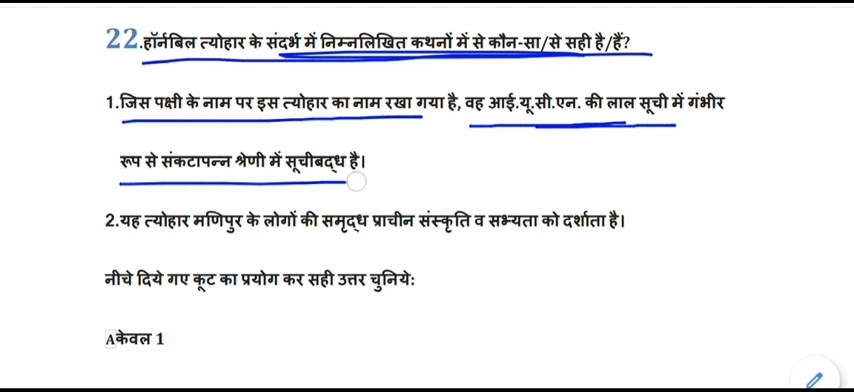 22.हॉर्नबिल त्योहार के संदर्भ में निम्नलिखित कथनों में से कौन-सा/से सही है/हैं?
1.जिस पक्षी के नाम पर इस त्योहार का नाम रखा गया है, वह आई.यू.सी.एन. की लाल सूची में गंभीर
रूप से संकटापन्न श्रेणी में सूचीबद्ध है।
2.यह त्योहार मणिपुर के लोगों की समृद्ध प्राचीन संस्कृति व सभ्यता को दर्शाता है।
नीचे दिये गए कूट का प्रयोग कर सही उत्तर चुनिये:
Aकेवल 1